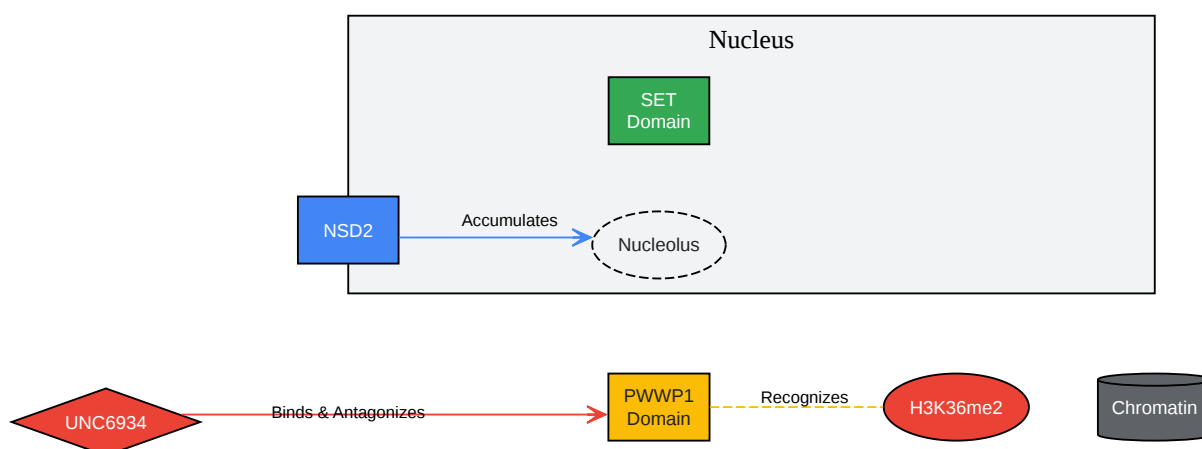 Nucleus
SET
Domain
NSD2
Accumulates
Nucleolus
UNC6934
Binds & Antagonizes
PWWP1
Domain
Recognizes
H3K36me2
Chromatin